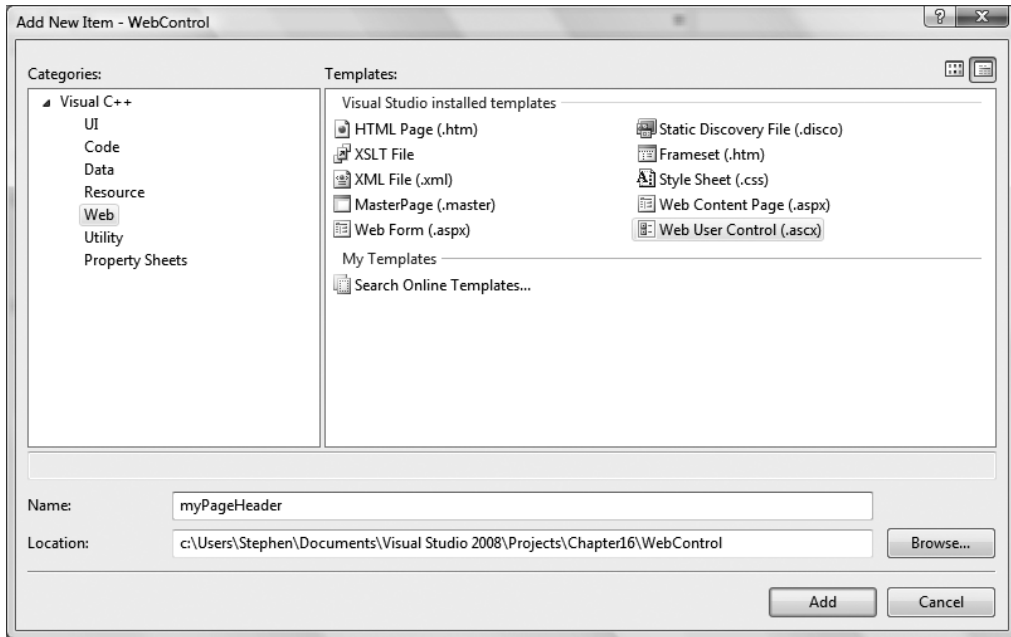 Add New Item - WebControl
Categories:
Templates:
Visual C++
UI
Code
Data
Resource
Web
Utility
Property Sheets
Visual Studio installed templates
HTML Page (.htm)
XSLT File
XML File (.xml)
MasterPage (.master)
Web Form (.aspx)
Static Discovery File (.disco)
Frameset (.htm)
Style Sheet (.css)
Web Content Page (.aspx)
Web User Control (.ascx)
My Templates
Search Online Templates...
Name:
myPageHeader
Location:
c:\Users\Stephen\Documents\Visual Studio 2008\Projects\Chapter16\WebControl
Browse...
Add
Cancel